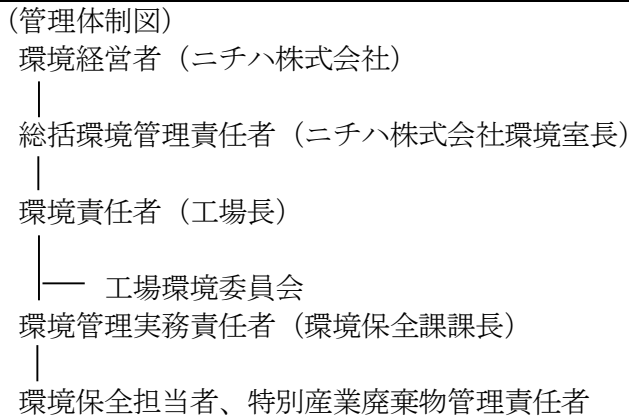 (管理体制図)
環境経営者(ニチハ株式会社)
総括環境管理責任者(ニチハ株式会社環境室長)
環境責任者(工場長)
工場環境委員会
環境管理実務責任者(環境保全課課長)
環境保全担当者、特別産業廃棄物管理責任者